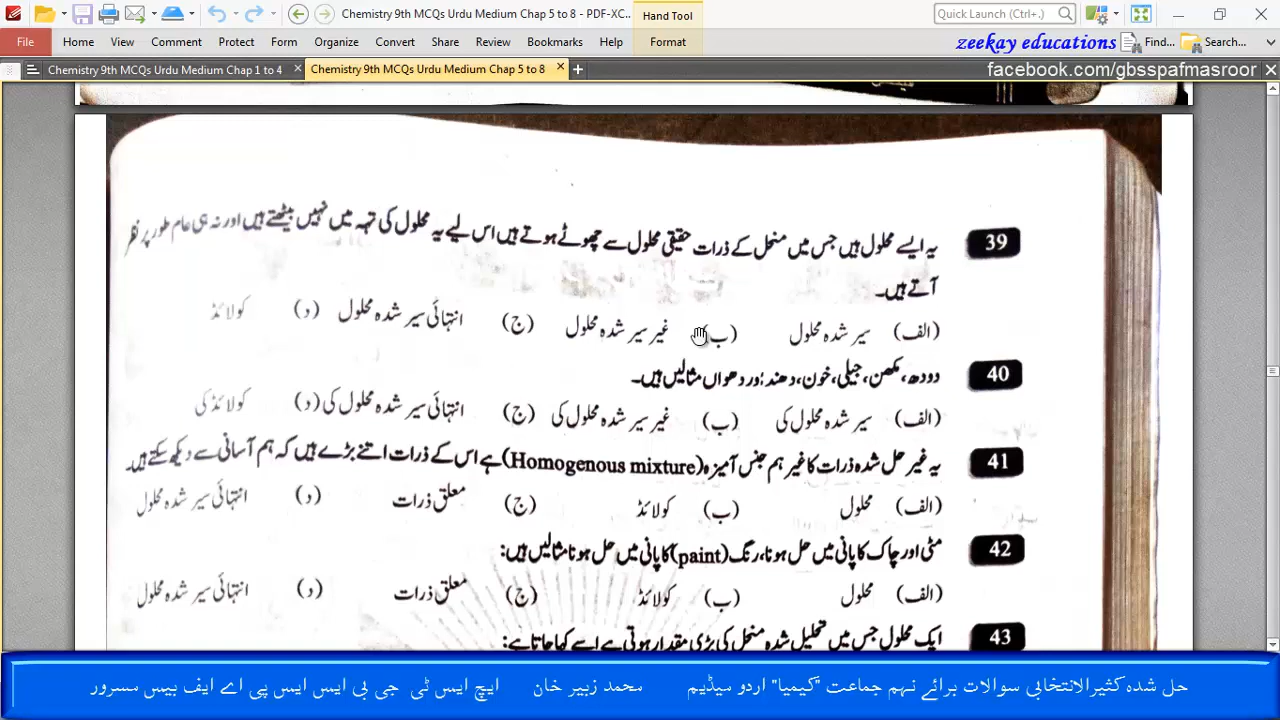 Chemistry 9th MCQs Urdu Medium Chap 5 to 8 - PDF-XC...
Hand Tool
Quick Launch (Ctrl+.)
File Home View Comment Protect Form Organize Convert Share Review Bookmarks Help Format
zeekay educations
Find... Search...
Chemistry 9th MCQs Urdu Medium Chap 1 to 4
Chemistry 9th MCQs Urdu Medium Chap 5 to 8
facebook.com/gbsspafmasroor
39 یہ ایسے محلول ہیں جس میں منحل کے ذرات حقیقی محلول سے چھوٹے ہوتے ہیں اس لیے یہ محلول کی تہہ میں نہیں بیٹھتے ہیں اور نہ ہی عام طور پر نظر
آتے ہیں۔
(الف) سیر شدہ محلول (ب) غیر سیر شدہ محلول (ج) انتہائی سیر شدہ محلول (د) کولائڈ
40 دودھ، مکھن، جیلی، خون، دھند اور دھواں مثالیں ہیں۔
(الف) سیر شدہ محلول کی (ب) غیر سیر شدہ محلول کی (ج) انتہائی سیر شدہ محلول کی (د) کولائڈ کی
41 یہ غیر حل شدہ ذرات کا غیر ہم جنس آمیزہ (Homogenous mixture) ہے اس کے ذرات اتنے بڑے ہیں کہ ہم آسانی سے دیکھ سکتے ہیں۔
(الف) محلول (ب) کولائڈ (ج) معلق ذرات (د) انتہائی سیر شدہ محلول
42 مٹی اور چاک کا پانی میں حل ہونا، رنگ (paint) کا پانی میں حل ہونا مثالیں ہیں:
(الف) محلول (ب) کولائڈ (ج) معلق ذرات (د) انتہائی سیر شدہ محلول
43 ایک محلول جس میں تحلیل شدہ منحل کی بڑی مقدار ہوتی ہے اسے کہا جاتا ہے:
حل شدہ کثیرالانتخابی سوالات برائے نہم جماعت "کیمیا" اردو میڈیم محمد زبیر خان ایچ ایس ٹی جی بی ایس ایس پی اے ایف بیس مسرور